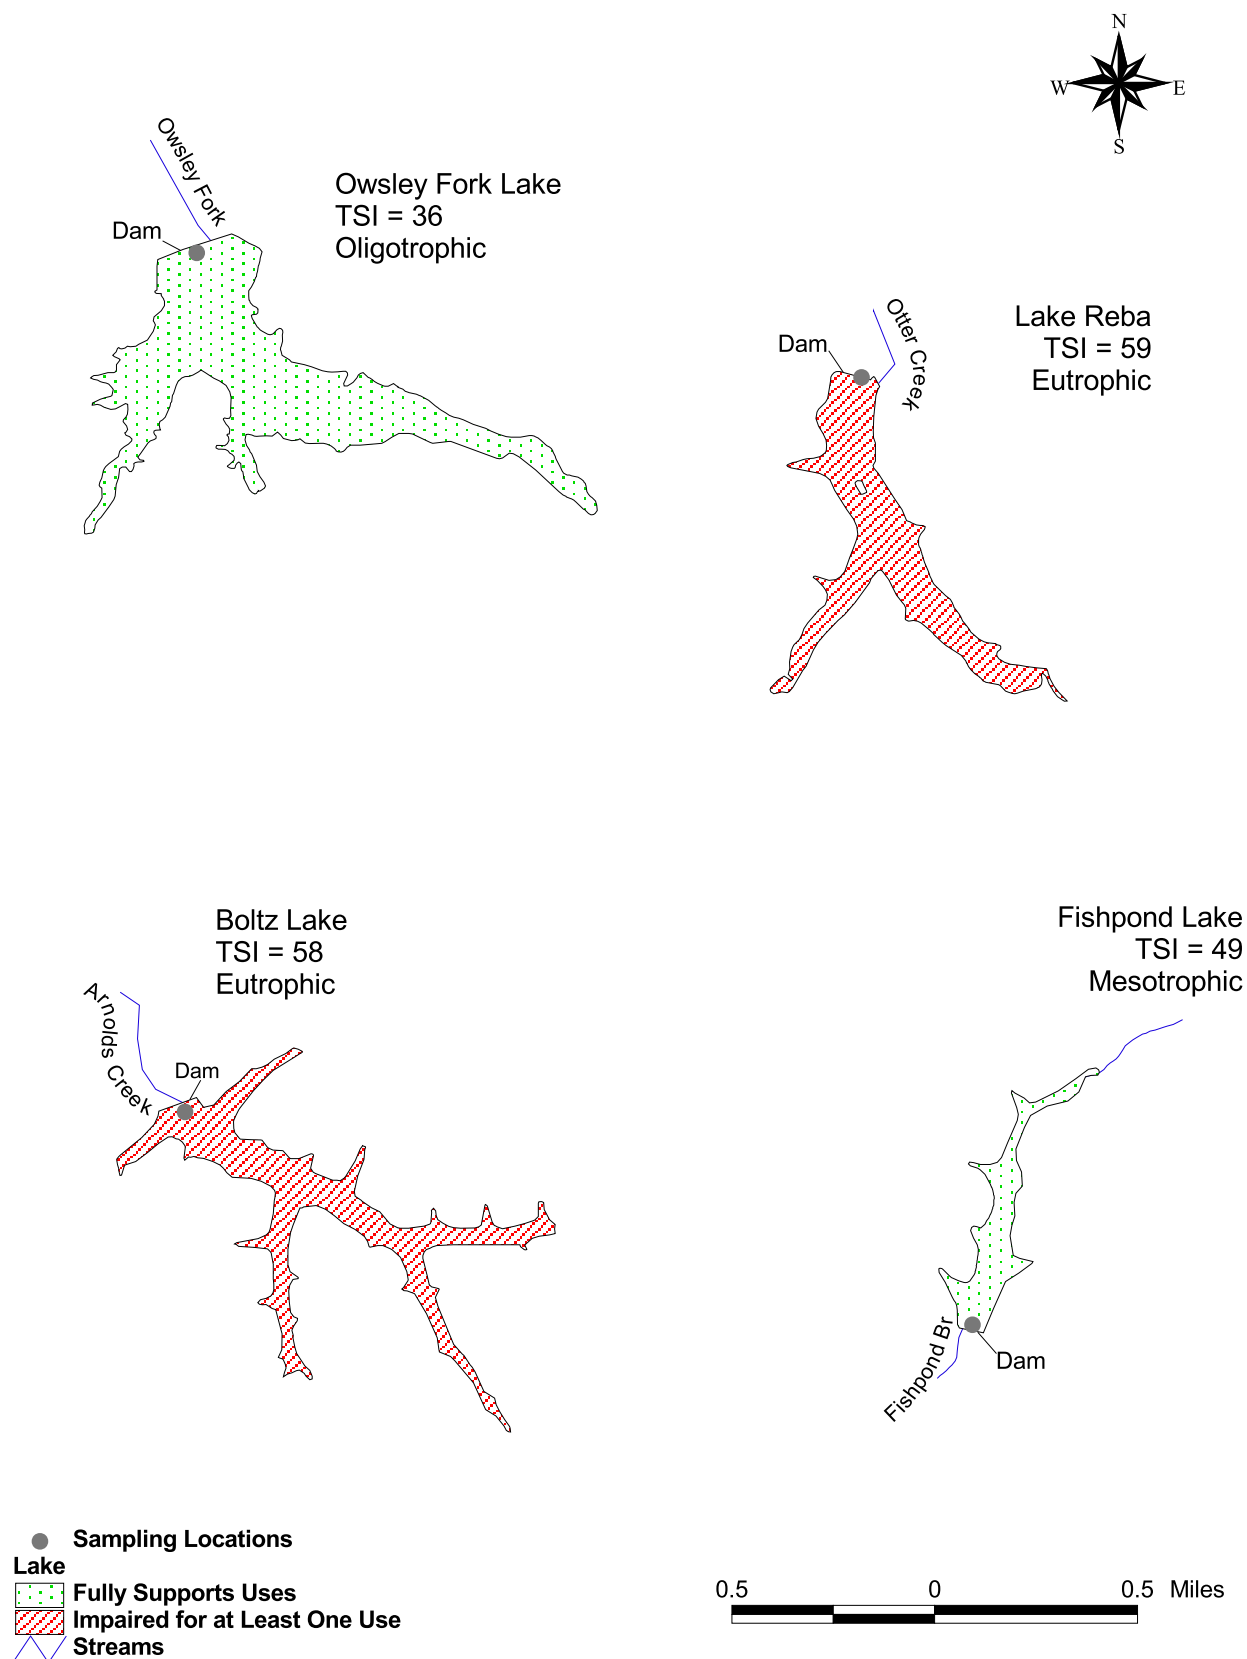 N
W
E
S
Owsley Fork
Owsley Fork Lake
TSI = 36
Oligotrophic
Dam
Otter Creek
Lake Reba
TSI = 59
Eutrophic
Dam
Boltz Lake
TSI = 58
Eutrophic
Arnolds Creek
Dam
Fishpond Lake
TSI = 49
Mesotrophic
Fishpond Br
Dam
Sampling Locations
Lake
Fully Supports Uses
Impaired for at Least One Use
Streams
0.5 0 0.5 Miles